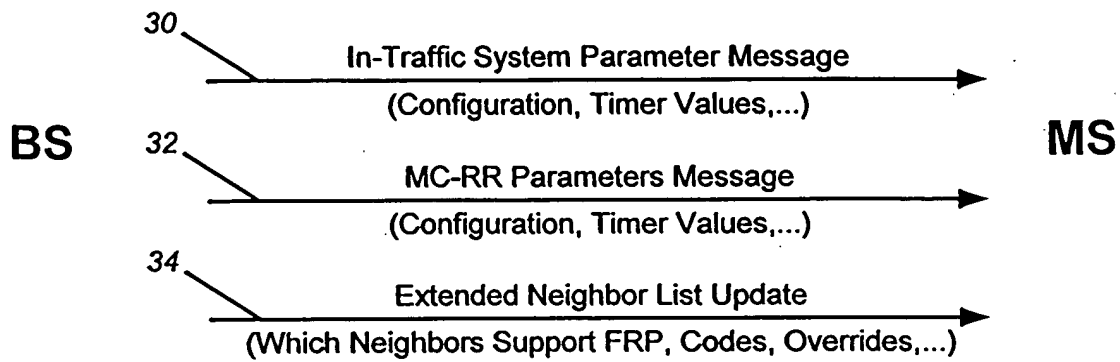 30
In-Traffic System Parameter Message
(Configuration, Timer Values,...)
BS
MS
32
MC-RR Parameters Message
(Configuration, Timer Values,...)
34
Extended Neighbor List Update
(Which Neighbors Support FRP, Codes, Overrides,...)